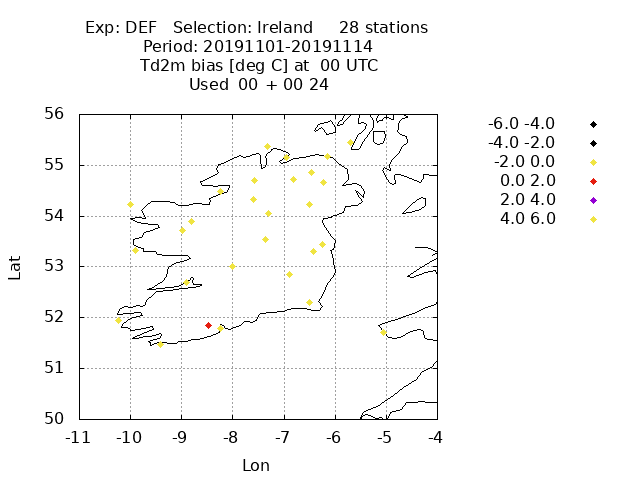 Exp: DEF   Selection: Ireland     28 stations
Period: 20191101-20191114
Td2m bias [deg C] at  00 UTC
Used  00 + 00 24
-6.0 -4.0
-4.0 -2.0
-2.0 0.0
0.0 2.0
2.0 4.0
4.0 6.0
Lat
56
55
54
53
52
51
50
-11 -10 -9 -8 -7 -6 -5 -4
Lon